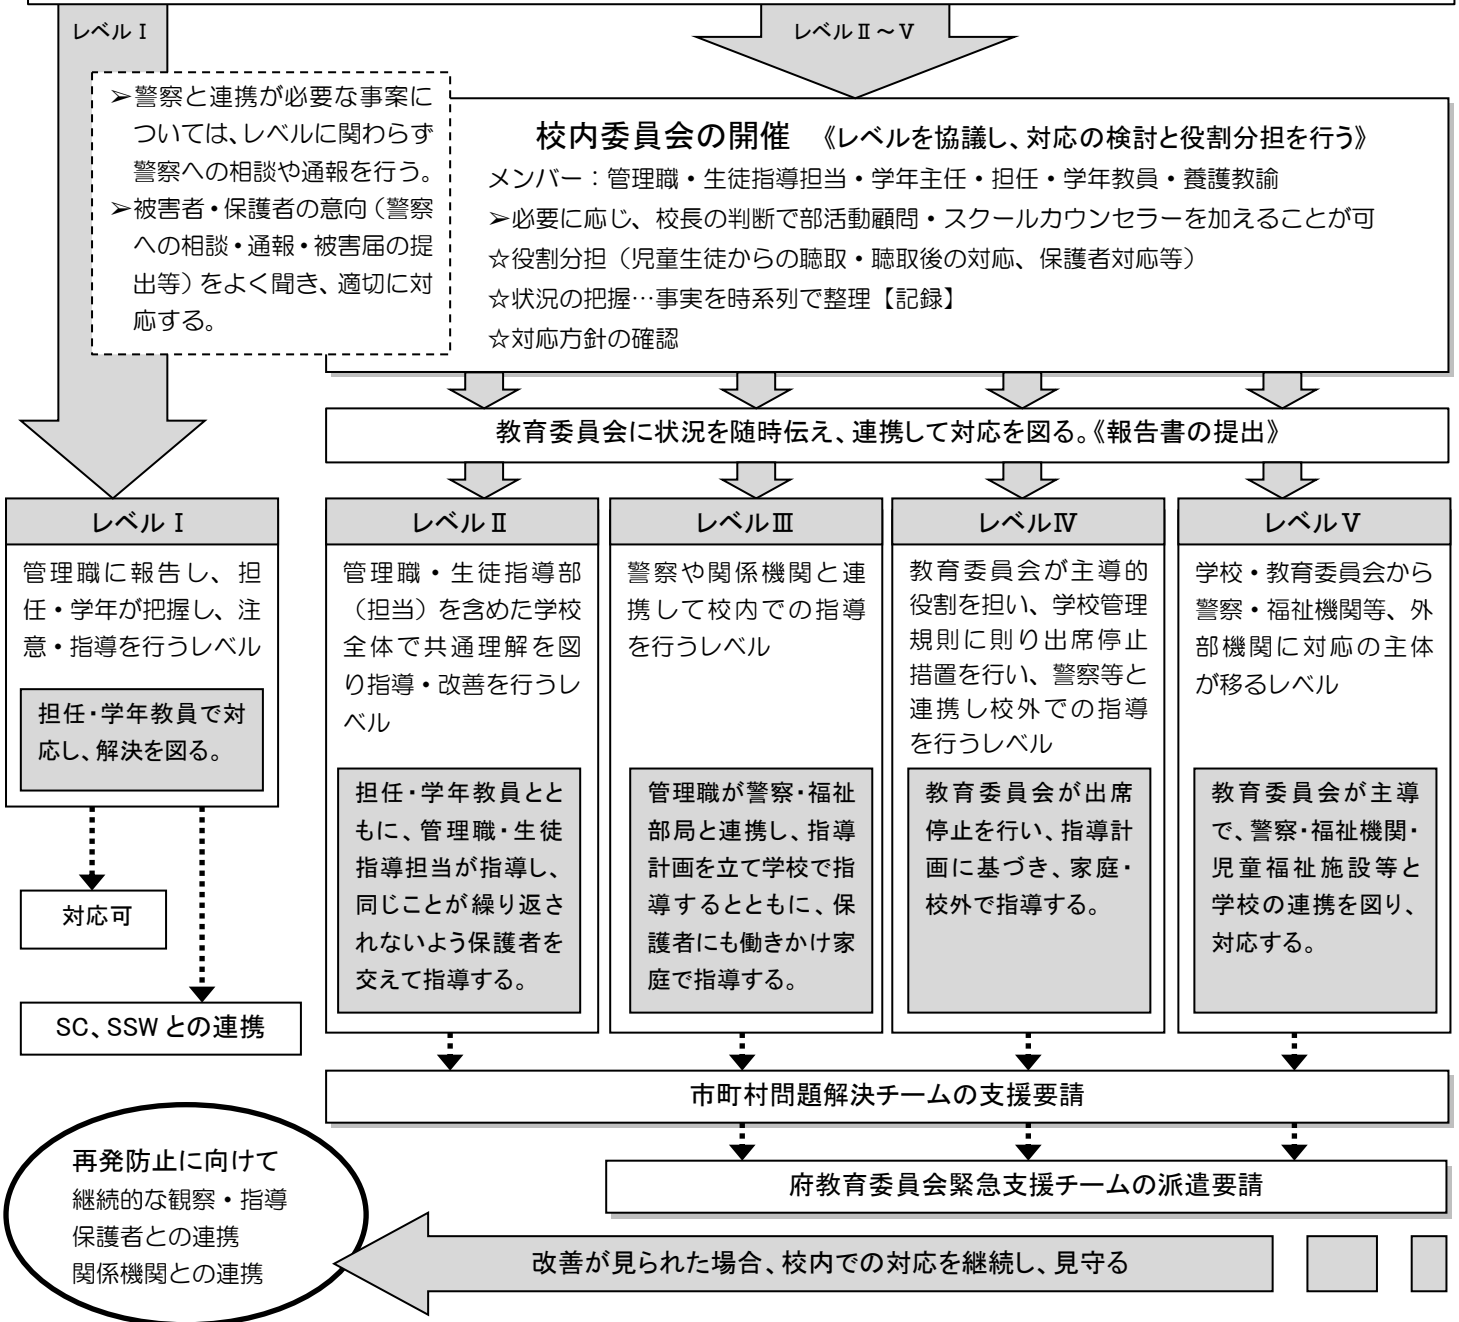 レベルⅠ
レベルⅡ～Ⅴ
➢警察と連携が必要な事案に
ついては、レベルに関わらず
警察への相談や通報を行う。
➢被害者・保護者の意向（警察
への相談・通報・被害届の提
出等）をよく聞き、適切に対
応する。
校内委員会の開催　《レベルを協議し、対応の検討と役割分担を行う》
メンバー：管理職・生徒指導担当・学年主任・担任・学年教員・養護教諭
➢必要に応じ、校長の判断で部活動顧問・スクールカウンセラーを加えることが可
☆役割分担（児童生徒からの聴取・聴取後の対応、保護者対応等）
☆状況の把握…事実を時系列で整理【記録】
☆対応方針の確認
教育委員会に状況を随時伝え、連携して対応を図る。《報告書の提出》
レベルⅠ
管理職に報告し、担
任・学年が把握し、注
意・指導を行うレベル
担任・学年教員で対
応し、解決を図る。
対応可
SC、SSWとの連携
レベルⅡ
管理職・生徒指導部
（担当）を含めた学校
全体で共通理解を図
り指導・改善を行うレ
ベル
担任・学年教員とと
もに、管理職・生徒
指導担当が指導し、
同じことが繰り返さ
れないよう保護者を
交えて指導する。
レベルⅢ
警察や関係機関と連
携して校内での指導
を行うレベル
管理職が警察・福祉
部局と連携し、指導
計画を立て学校で指
導するとともに、保
護者にも働きかけ家
庭で指導する。
レベルⅣ
教育委員会が主導的
役割を担い、学校管理
規則に則り出席停止
措置を行い、警察等と
連携し校外での指導
を行うレベル
教育委員会が出席
停止を行い、指導計
画に基づき、家庭・
校外で指導する。
レベルⅤ
学校・教育委員会から
警察・福祉機関等、外
部機関に対応の主体
が移るレベル
教育委員会が主導
で、警察・福祉機関・
児童福祉施設等と
学校の連携を図り、
対応する。
市町村問題解決チームの支援要請
府教育委員会緊急支援チームの派遣要請
再発防止に向けて
継続的な観察・指導
保護者との連携
関係機関との連携
改善が見られた場合、校内での対応を継続し、見守る